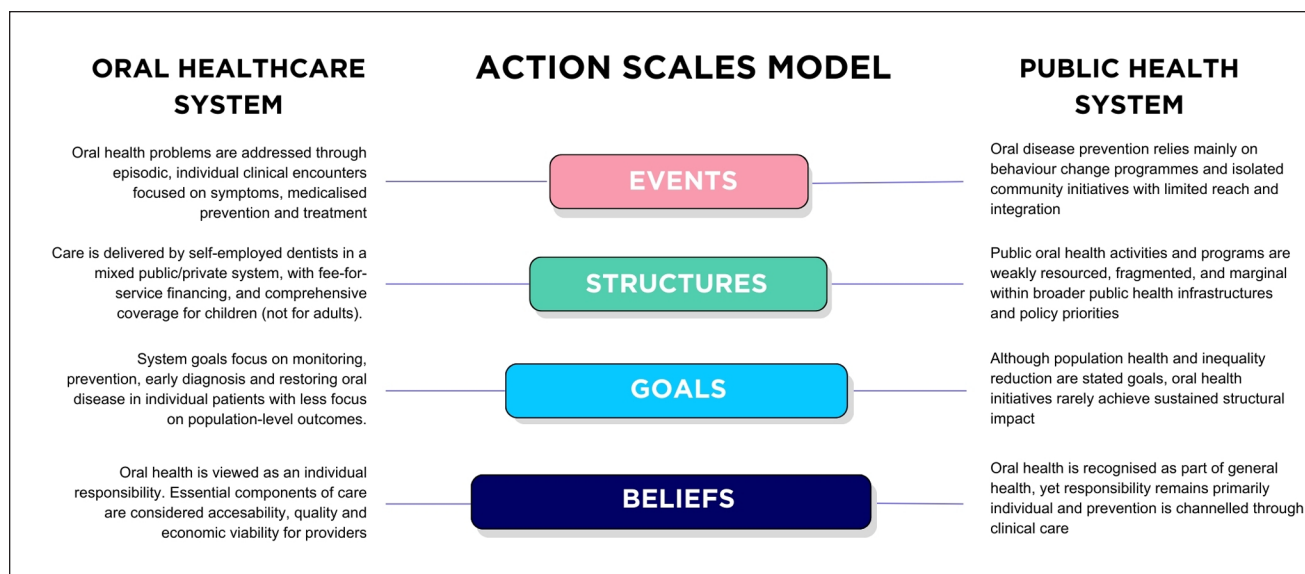 ORAL HEALTHCARE
SYSTEM
ACTION SCALES MODEL
PUBLIC HEALTH
SYSTEM
Oral health problems are addressed through
episodic, individual clinical encounters
focused on symptoms, medicalised
prevention and treatment
EVENTS
Oral disease prevention relies mainly on
behaviour change programmes and isolated
community initiatives with limited reach and
integration
Care is delivered by self-employed dentists in a
mixed public/private system, with fee-for-
service financing, and comprehensive
coverage for children (not for adults).
STRUCTURES
Public oral health activities and programs are
weakly resourced, fragmented, and marginal
within broader public health infrastructures
and policy priorities
System goals focus on monitoring,
prevention, early diagnosis and restoring oral
disease in individual patients with less focus
on population-level outcomes.
GOALS
Although population health and inequality
reduction are stated goals, oral health
initiatives rarely achieve sustained structural
impact
Oral health is viewed as an individual
responsibility. Essential components of care
are considered accesability, quality and
economic viability for providers
BELIEFS
Oral health is recognised as part of general
health, yet responsibility remains primarily
individual and prevention is channelled through
clinical care